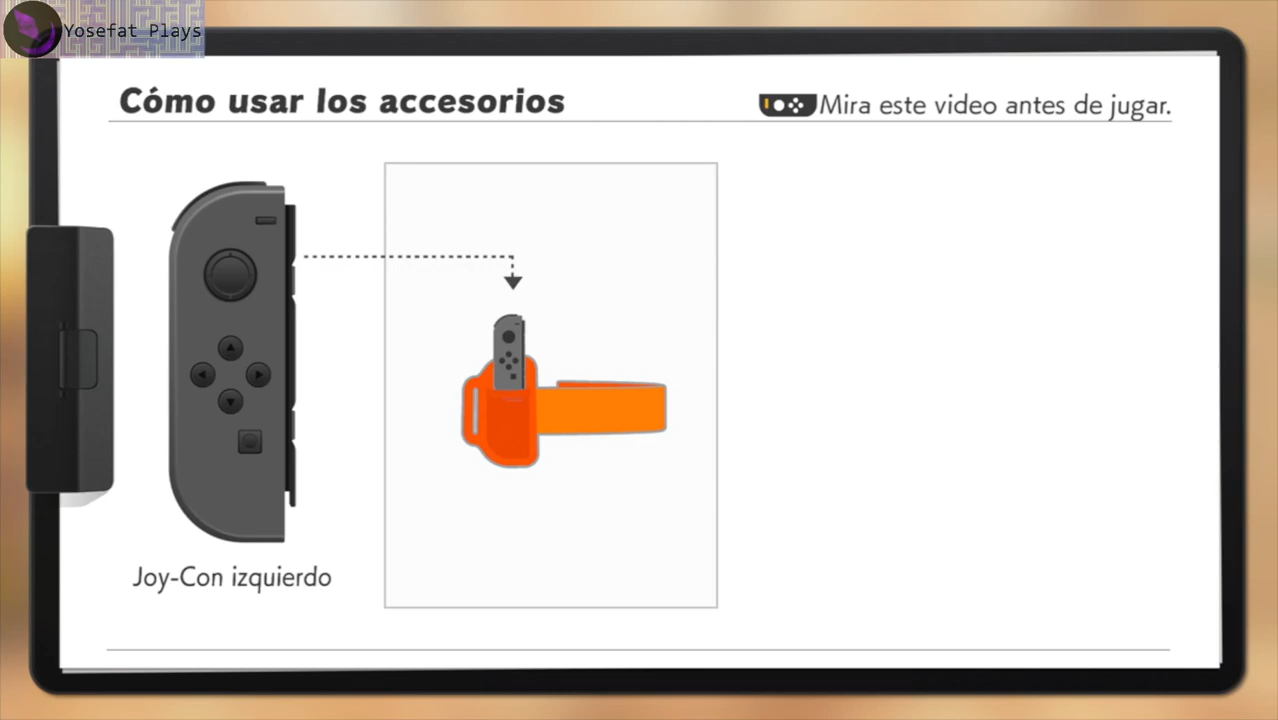 Yosefat Plays
Cómo usar los accesorios
Mira este video antes de jugar.
Joy-Con izquierdo